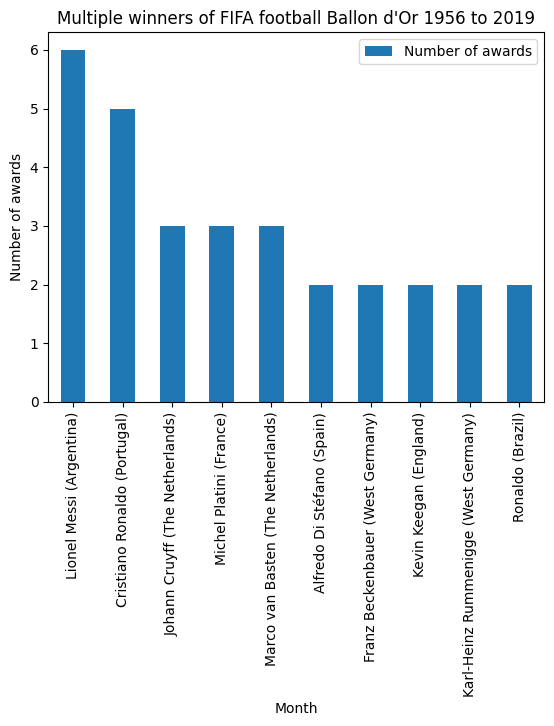 Multiple winners of FIFA football Ballon d'Or 1956 to 2019
Number of awards
Number of awards
6
5
4
3
2
1
0
Lionel Messi (Argentina)
Cristiano Ronaldo (Portugal)
Johann Cruyff (The Netherlands)
Michel Platini (France)
Marco van Basten (The Netherlands)
Alfredo Di Stéfano (Spain)
Franz Beckenbauer (West Germany)
Kevin Keegan (England)
Karl-Heinz Rummenigge (West Germany)
Ronaldo (Brazil)
Month